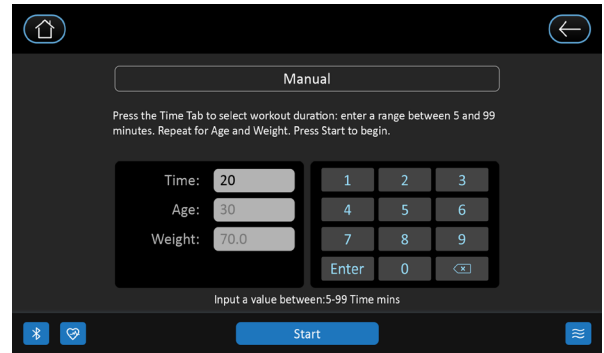 Manual
Press the Time Tab to select workout duration: enter a range between 5 and 99
minutes. Repeat for Age and Weight. Press Start to begin.
Time: 20
Age: 30
Weight: 70.0
1 2 3
4 5 6
7 8 9
Enter 0
Input a value between:5-99 Time mins
Start